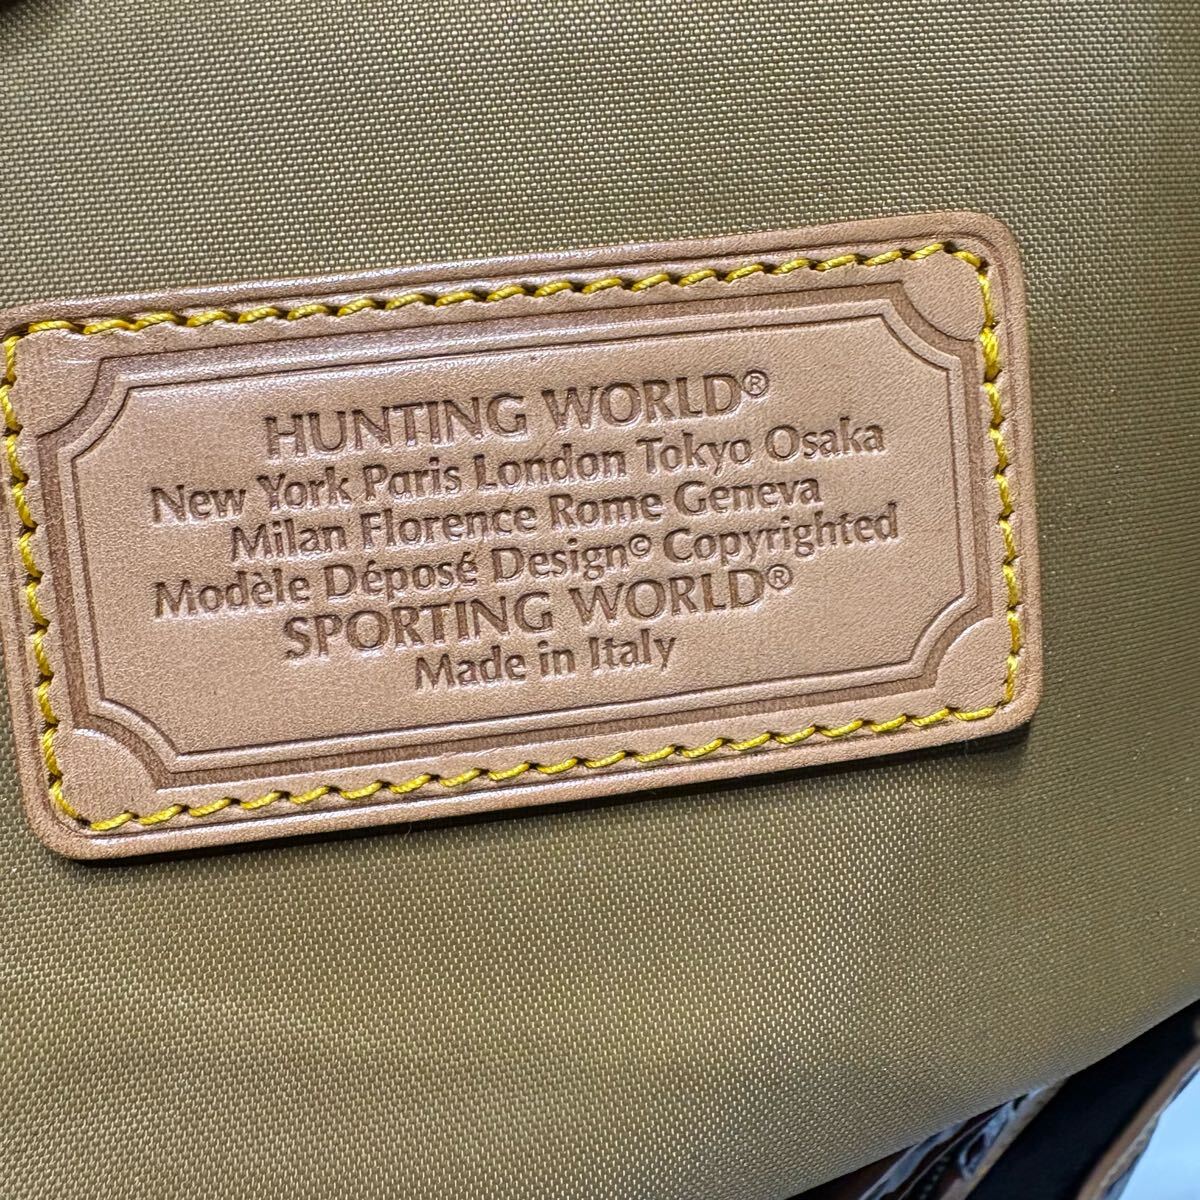 HUNTING WORLD®
New York Paris London Tokyo Osaka
Milan Florence Rome Geneva
Modèle Déposé Design© Copyrighted
SPORTING WORLD®
Made in Italy